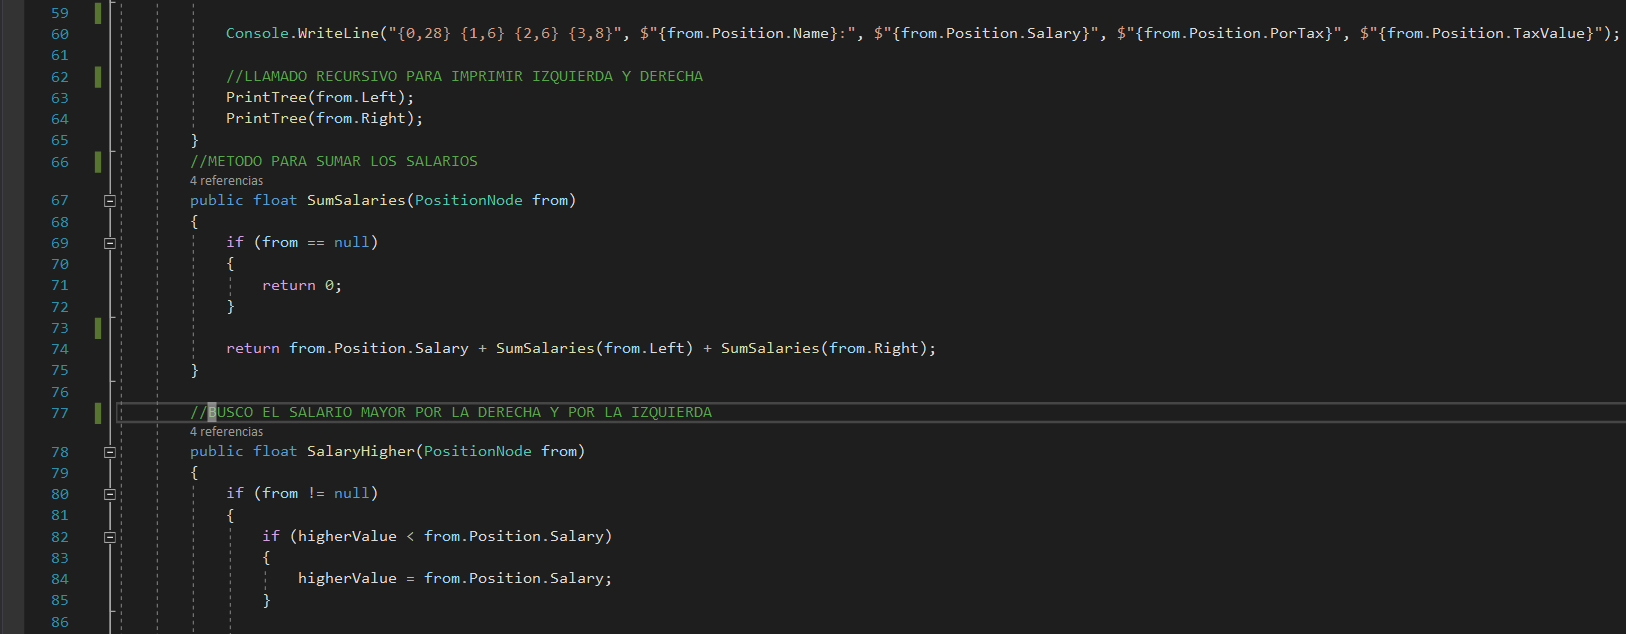 59
60 Console.WriteLine("{0,28} {1,6} {2,6} {3,8}", $"{from.Position.Name}:", $"{from.Position.Salary}", $"{from.Position.PorTax}", $"{from.Position.TaxValue}");
61
62 //LLAMADO RECURSIVO PARA IMPRIMIR IZQUIERDA Y DERECHA
63 PrintTree(from.Left);
64 PrintTree(from.Right);
65 }
66 //METODO PARA SUMAR LOS SALARIOS
4 referencias
67 public float SumSalaries(PositionNode from)
68 {
69 if (from == null)
70 {
71 return 0;
72 }
73
74 return from.Position.Salary + SumSalaries(from.Left) + SumSalaries(from.Right);
75 }
76
77 //BUSCO EL SALARIO MAYOR POR LA DERECHA Y POR LA IZQUIERDA
4 referencias
78 public float SalaryHigher(PositionNode from)
79 {
80 if (from != null)
81 {
82 if (higherValue < from.Position.Salary)
83 {
84 higherValue = from.Position.Salary;
85 }
86